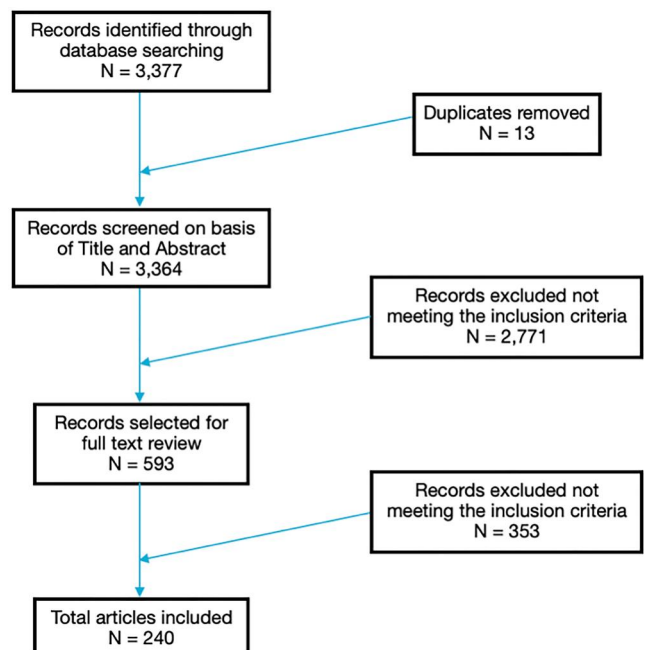 Records identified through
database searching
N = 3,377
Duplicates removed
N = 13
Records screened on basis
of Title and Abstract
N = 3,364
Records excluded not
meeting the inclusion criteria
N = 2,771
Records selected for
full text review
N = 593
Records excluded not
meeting the inclusion criteria
N = 353
Total articles included
N = 240